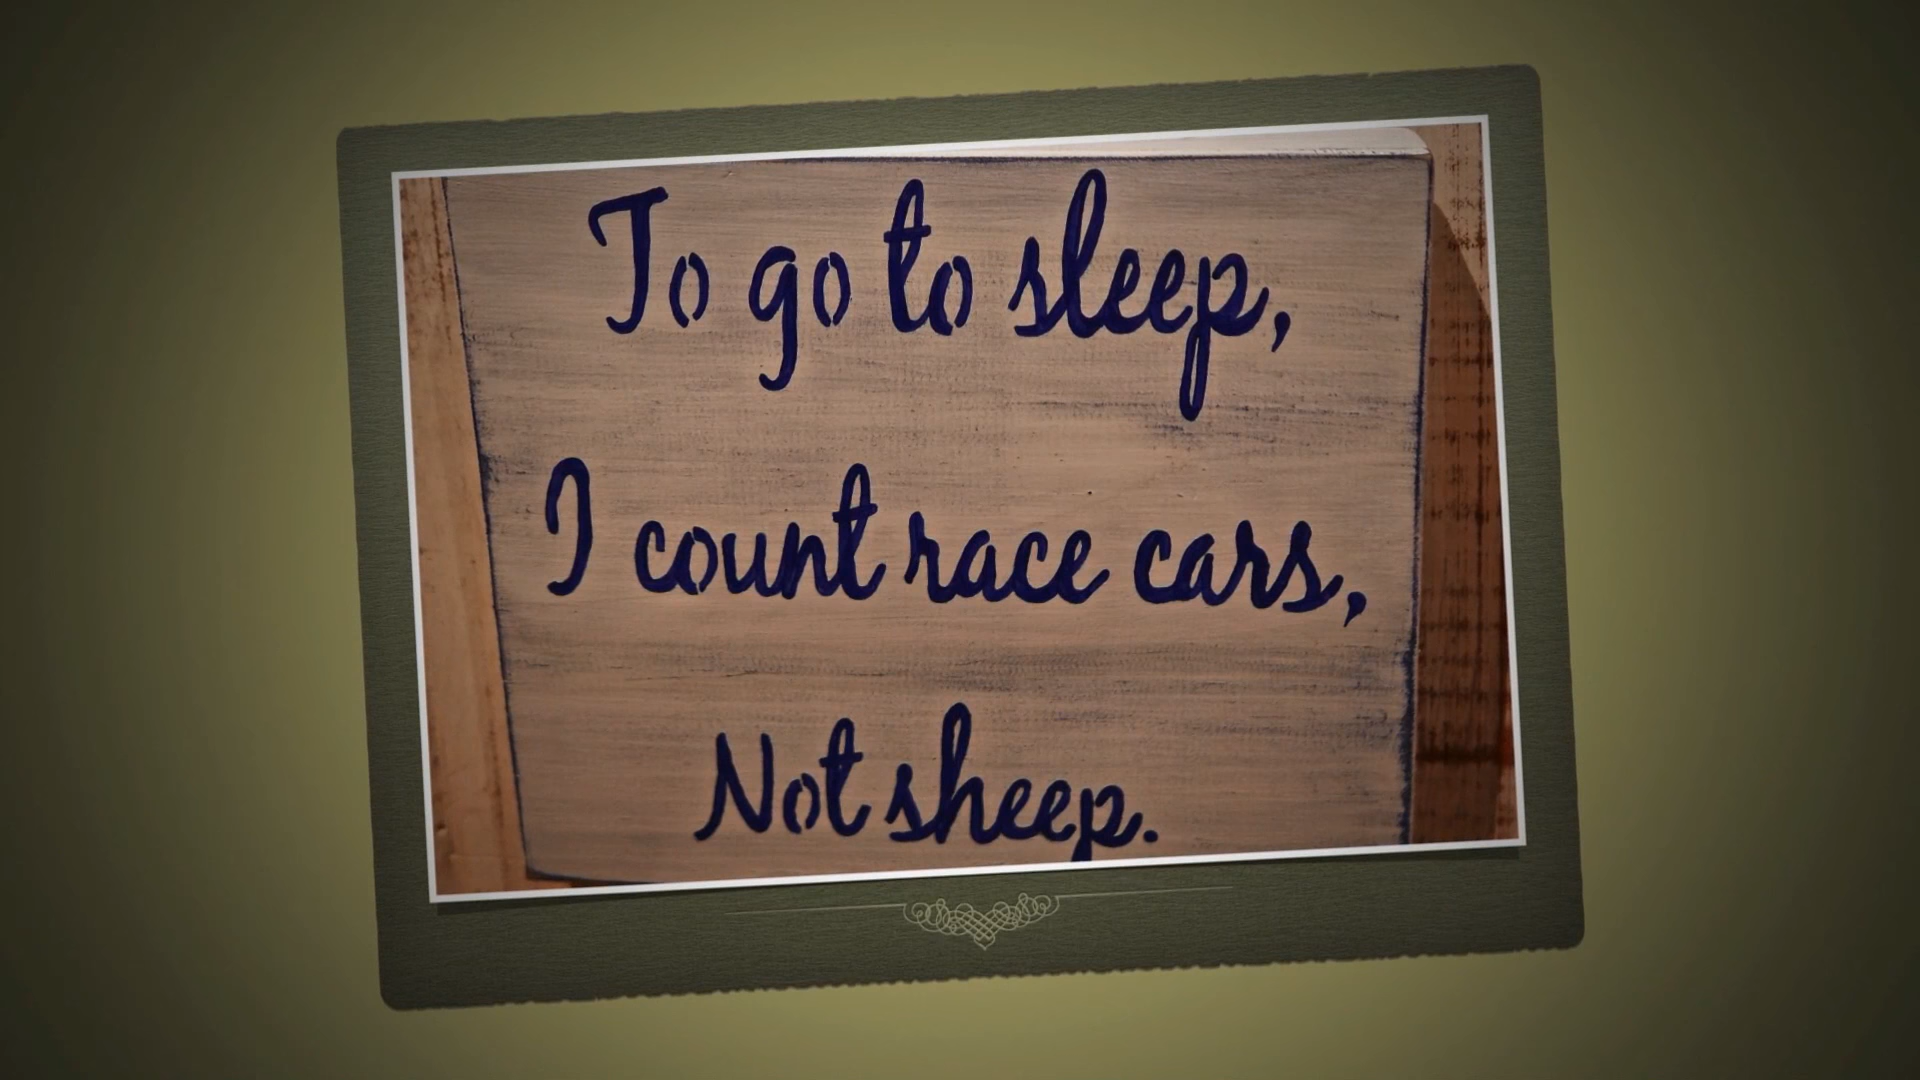 To go to sleep,
I count race cars,
Not sheep.